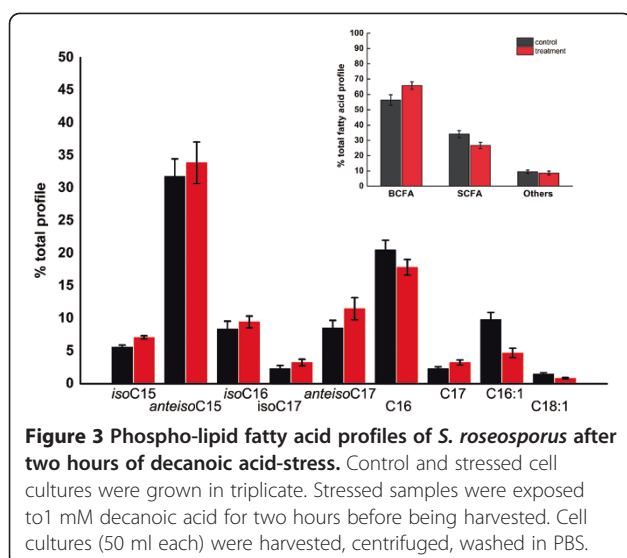 100
90
80
70
60
50
40
30
20
10
0
% total fatty acid profile
control
treatment
BCFA SCFA Others
50
45
40
35
30
25
20
15
10
5
0
% total profile
isoC15 isoC16 anteisoC17 C17 C18:1
anteisoC15 isoC17 C16 C16:1
Figure 3 Phospho-lipid fatty acid profiles of S. roseosporus after
two hours of decanoic acid-stress. Control and stressed cell
cultures were grown in triplicate. Stressed samples were exposed
to1 mM decanoic acid for two hours before being harvested. Cell
cultures (50 ml each) were harvested, centrifuged, washed in PBS.